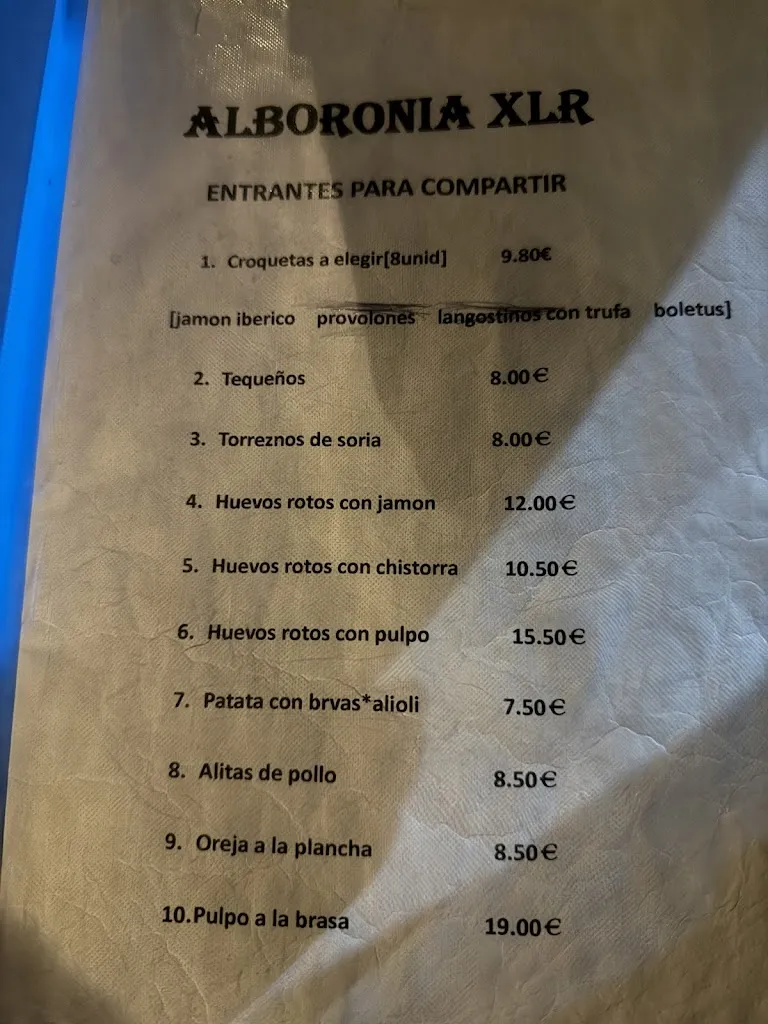 ALBORONIA XLR
ENTRANTES PARA COMPARTIR
1. Croquetas a elegir[8unid] 9.80€
[jamon iberico provolones langostinos con trufa boletus]
2. Tequeños 8.00€
3. Torreznos de soria 8.00€
4. Huevos rotos con jamon 12.00€
5. Huevos rotos con chistorra 10.50€
6. Huevos rotos con pulpo 15.50€
7. Patata con brvas*alioli 7.50€
8. Alitas de pollo 8.50€
9. Oreja a la plancha 8.50€
10.Pulpo a la brasa 19.00€